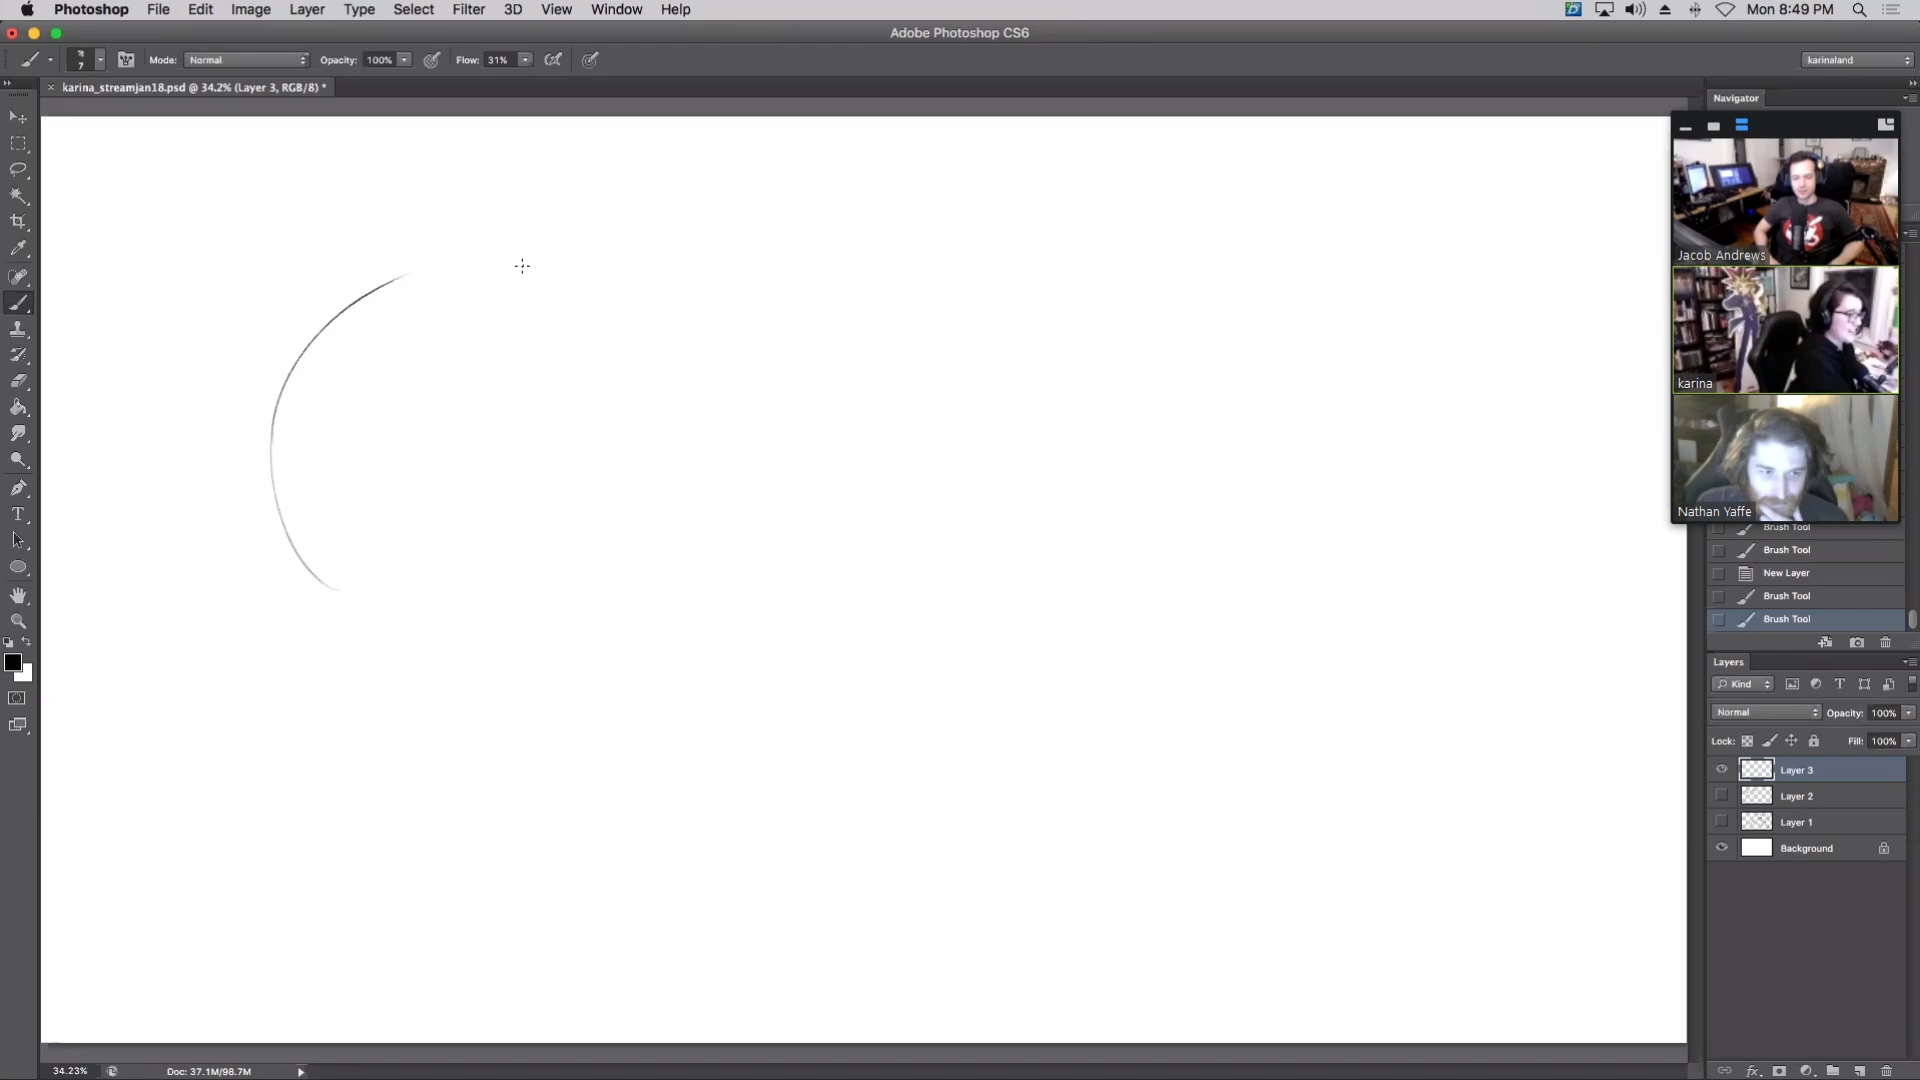 Photoshop File Edit Image Layer Type Select Filter 3D View Window Help Mon 8:49 PM
Adobe Photoshop CS6
7 Mode: Normal Opacity: 100% Flow: 31% karinaland
karina_streamjan18.psd @ 34.2% (Layer 3, RGB/8) *
Navigator
Jacob Andrews
karina
Nathan Yaffe
Brush Tool
Brush Tool
New Layer
Brush Tool
Brush Tool
Layers
Kind
Normal Opacity: 100%
Lock: Fill: 100%
Layer 3
Layer 2
Layer 1
Background
34.23% Doc: 37.1M/98.7M